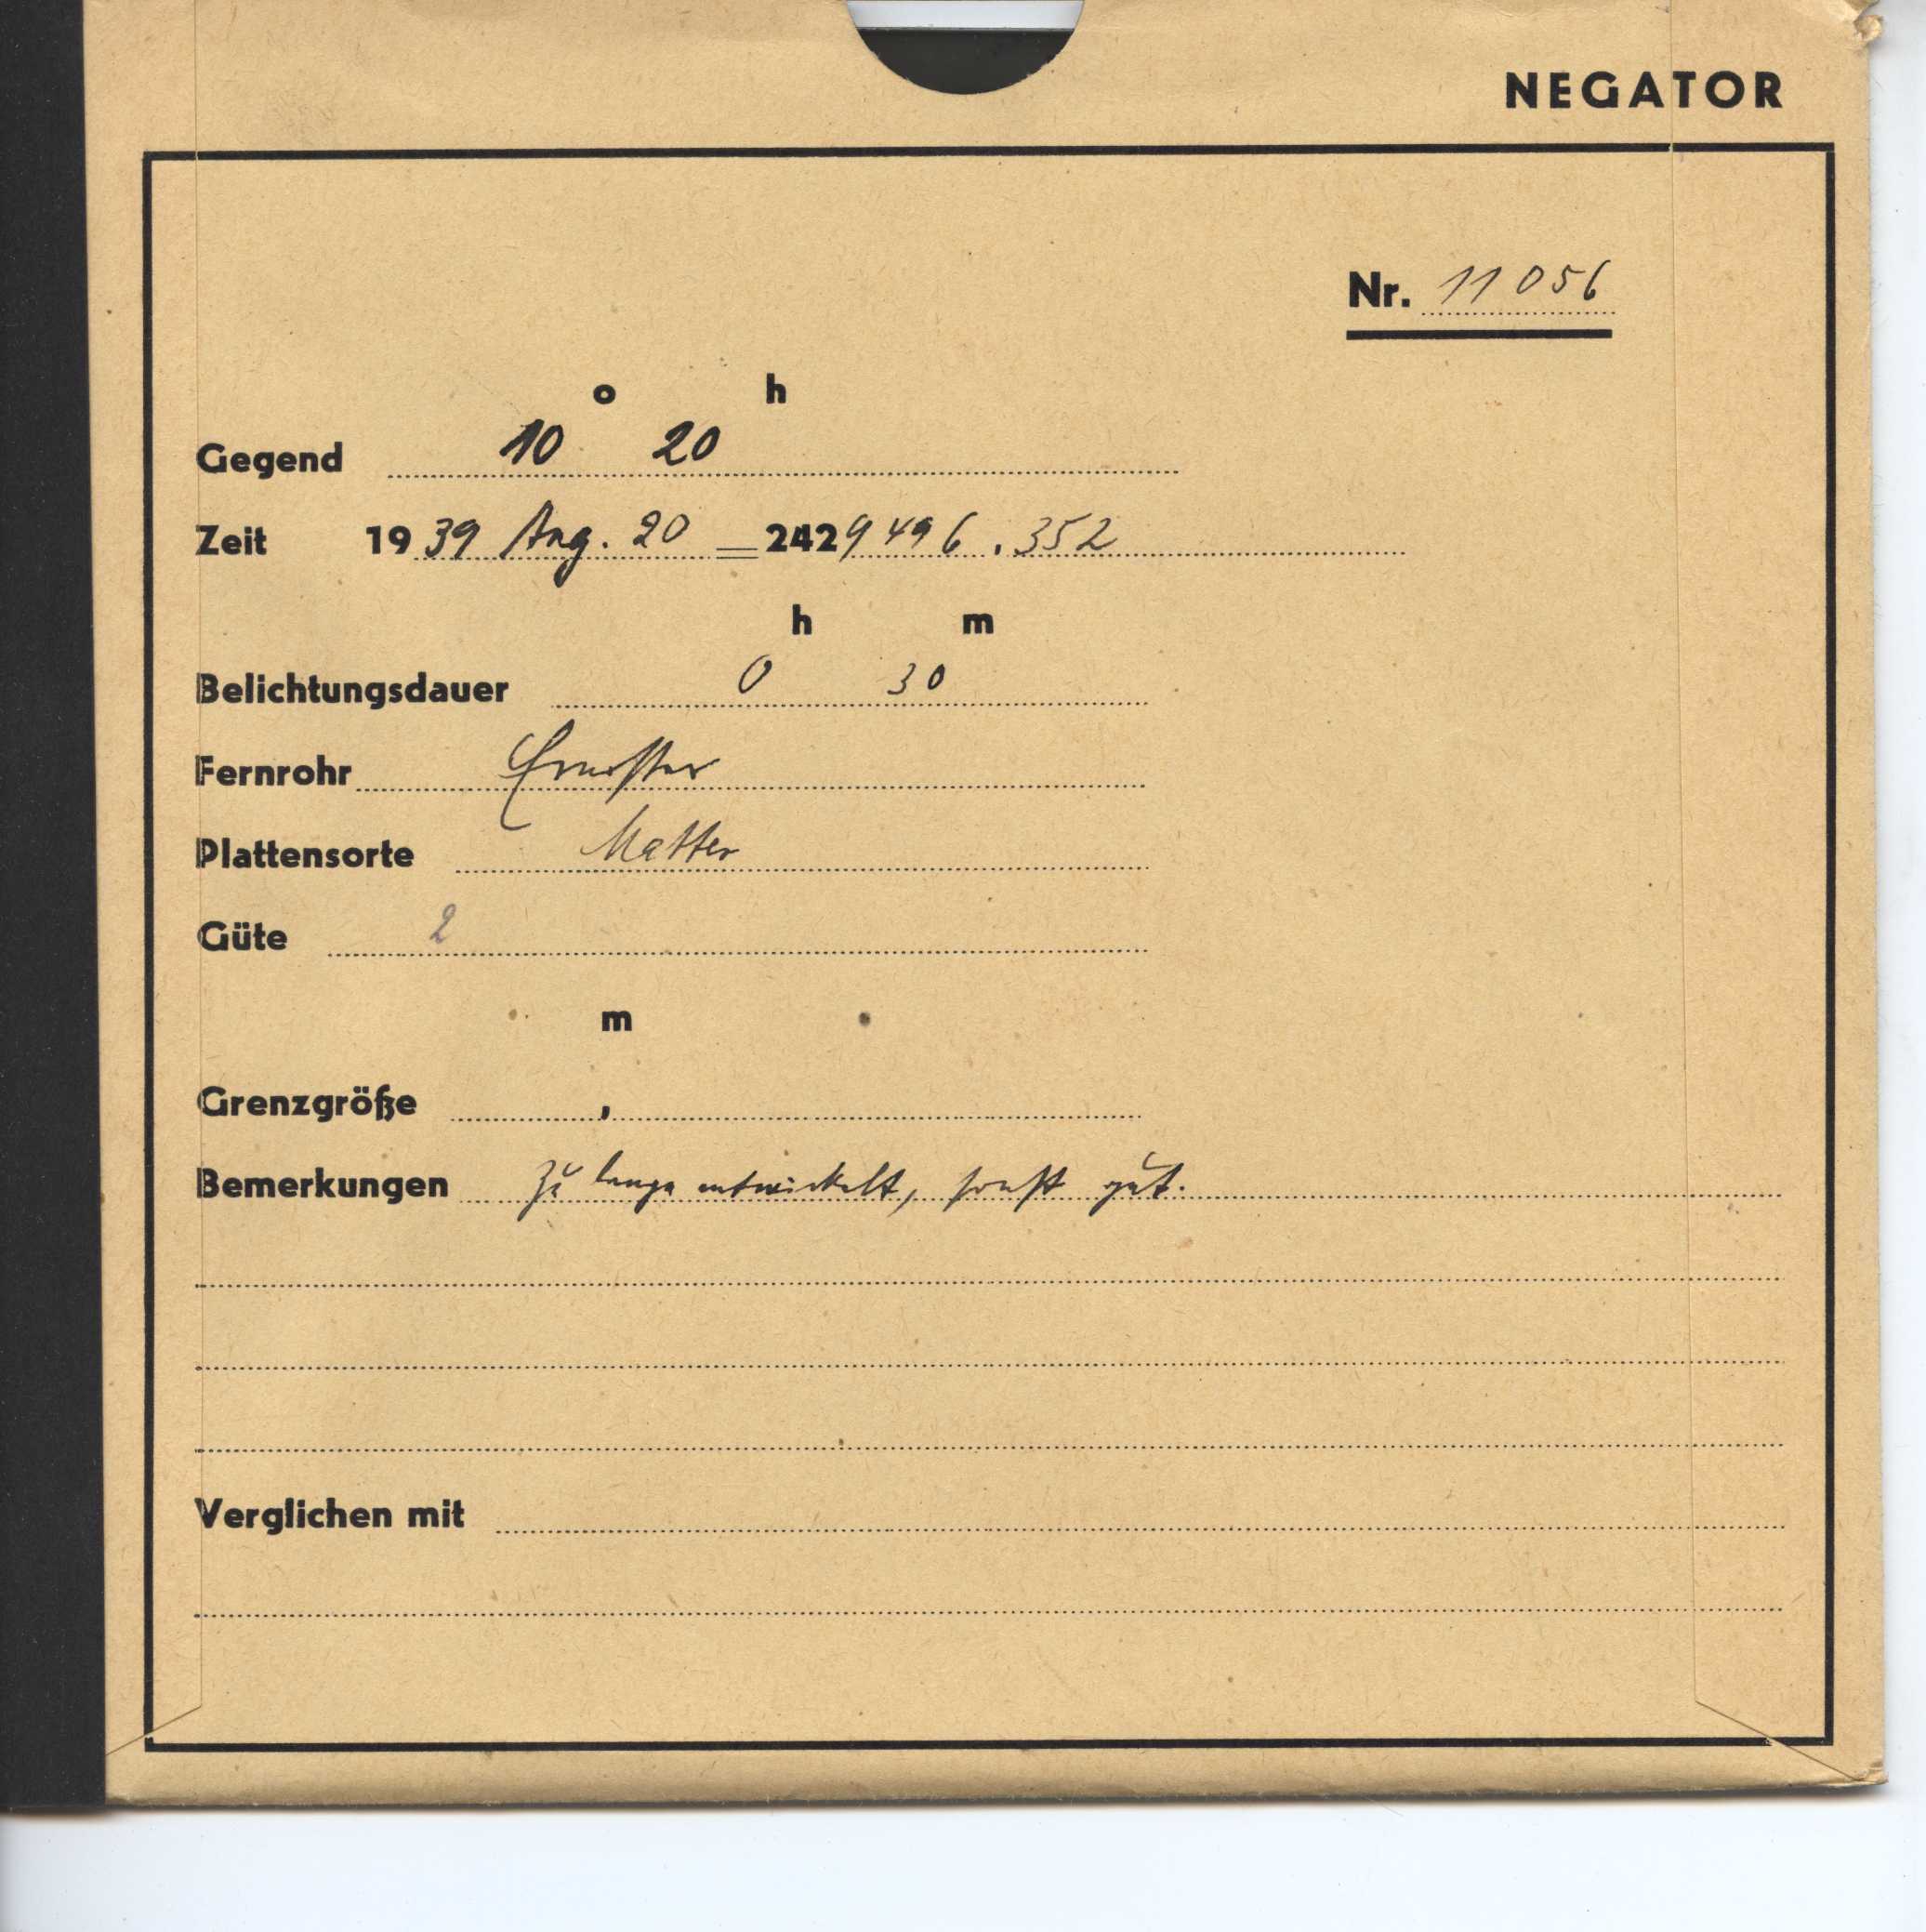 NEGATOR
Nr. 11056
o h
Gegend 10 20
Zeit 1939 Aug. 20 = 2429496.352
h m
Belichtungsdauer 0 30
Fernrohr Ernostar
Plattensorte Matter
Güte 2
m
Grenzgröße ,
Bemerkungen zu lange entwickelt, sonst gut.
Verglichen mit